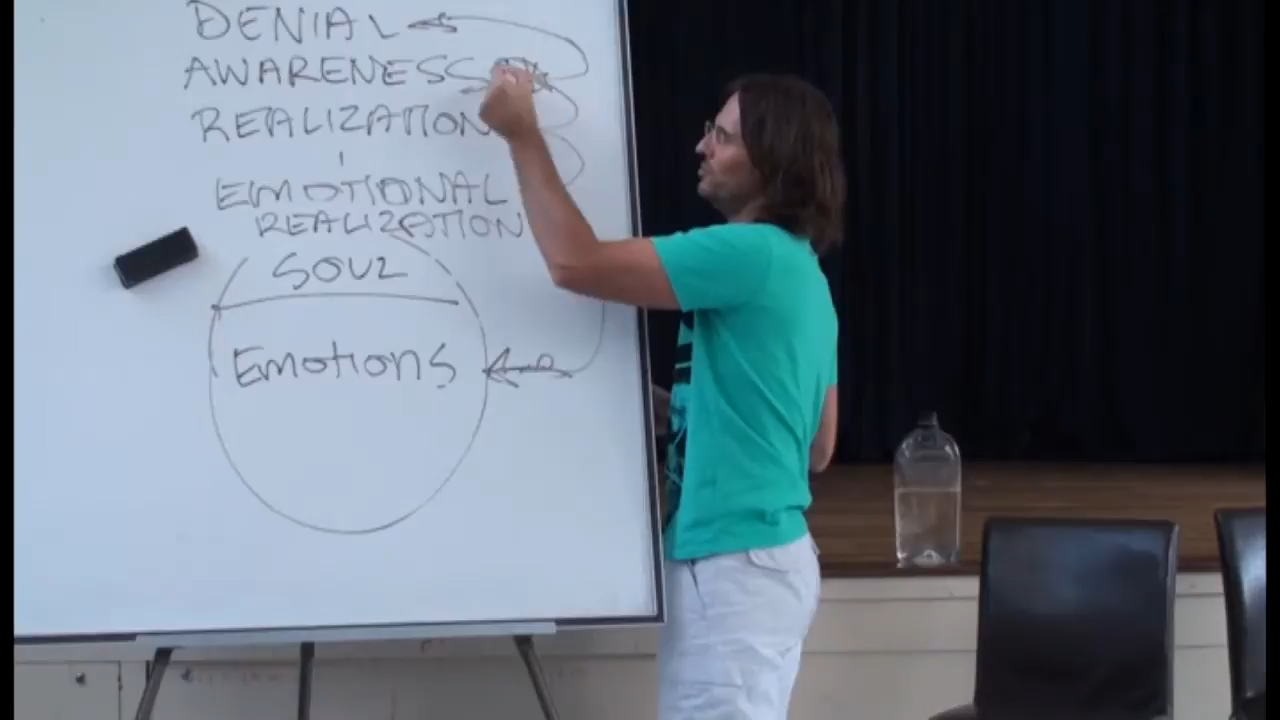 DENIAL
AWARENESS
REALIZATION
EMOTIONAL
REALIZATION
SOUL
Emotions